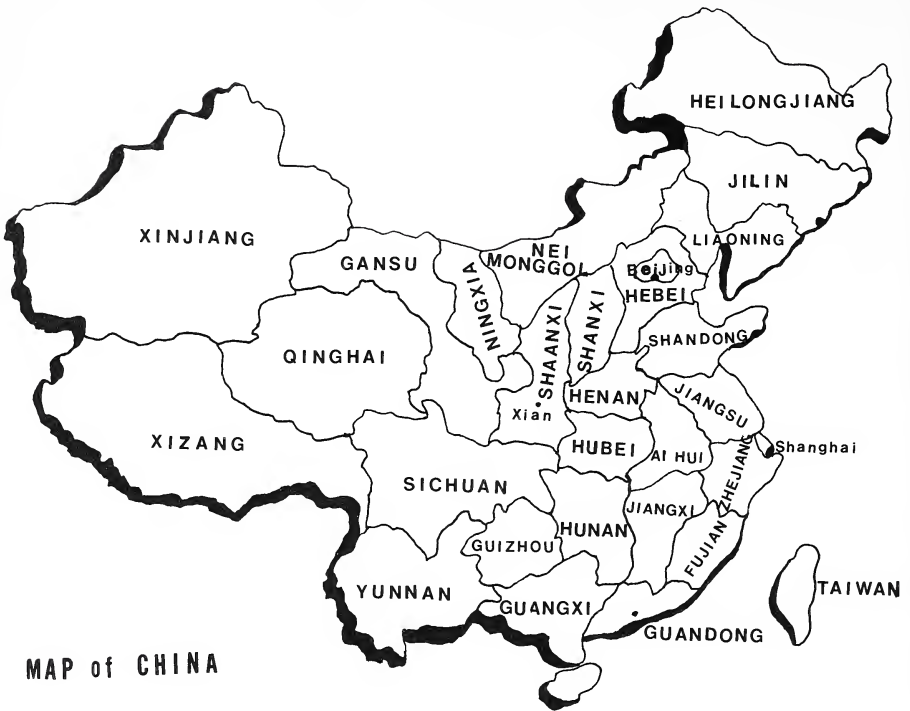 HEILONGJIANG
JILIN
LIAONING
XINJIANG
GANSU
NINGXIA
NEI
MONGGOL
BeiJing
HEBEI
SHANXI
SHAANXI
SHANDONG
QINGHAI
HENAN
JIANGSU
Xian
XIZANG
HUBEI
AI HUI
ZHEJIANG
Shanghai
SICHUAN
JIANGXI
HUNAN
GUIZHOU
FUJIAN
YUNNAN
GUANGXI
TAIWAN
GUANDONG
MAP of CHINA